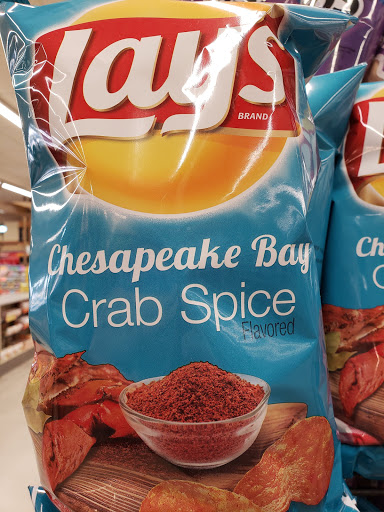 Lay's
BRAND
Chesapeake Bay
Crab Spice
Flavored